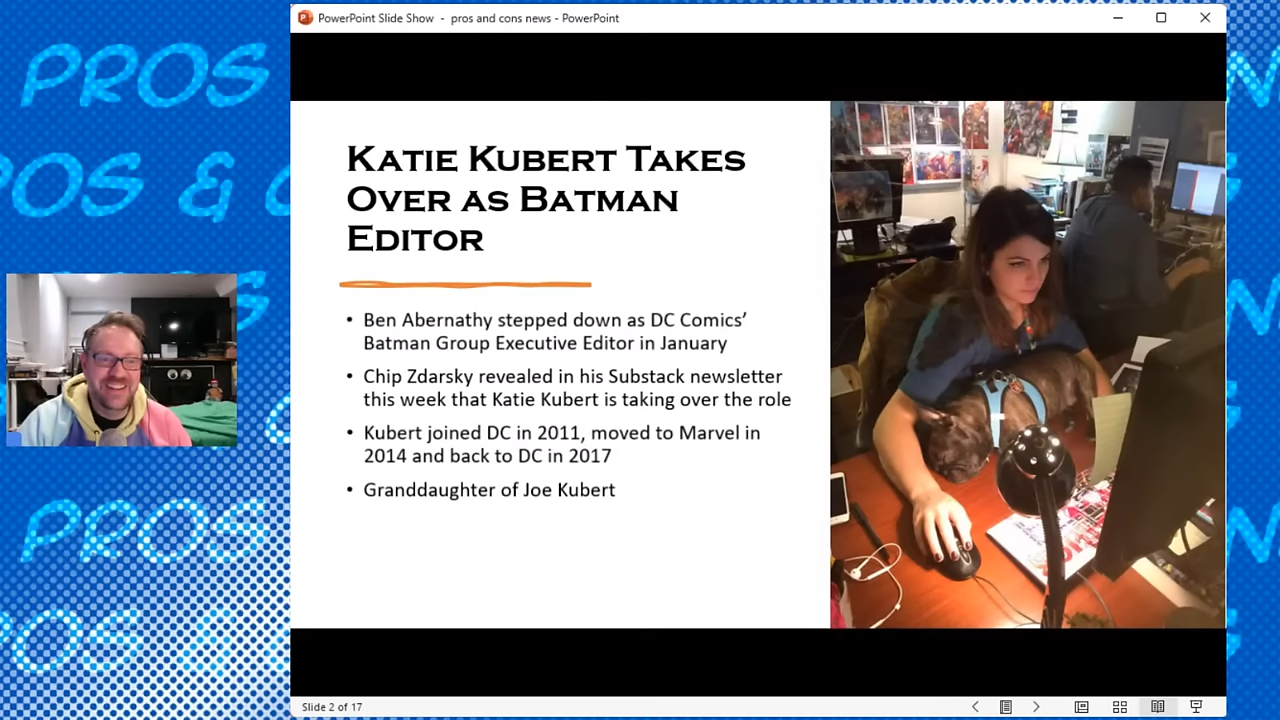 PowerPoint Slide Show - pros and cons news - PowerPoint
PROS
PROS & C
KATIE KUBERT TAKES
OVER AS BATMAN
EDITOR
• Ben Abernathy stepped down as DC Comics’
Batman Group Executive Editor in January
• Chip Zdarsky revealed in his Substack newsletter
this week that Katie Kubert is taking over the role
• Kubert joined DC in 2011, moved to Marvel in
2014 and back to DC in 2017
• Granddaughter of Joe Kubert
PROS
Slide 2 of 17